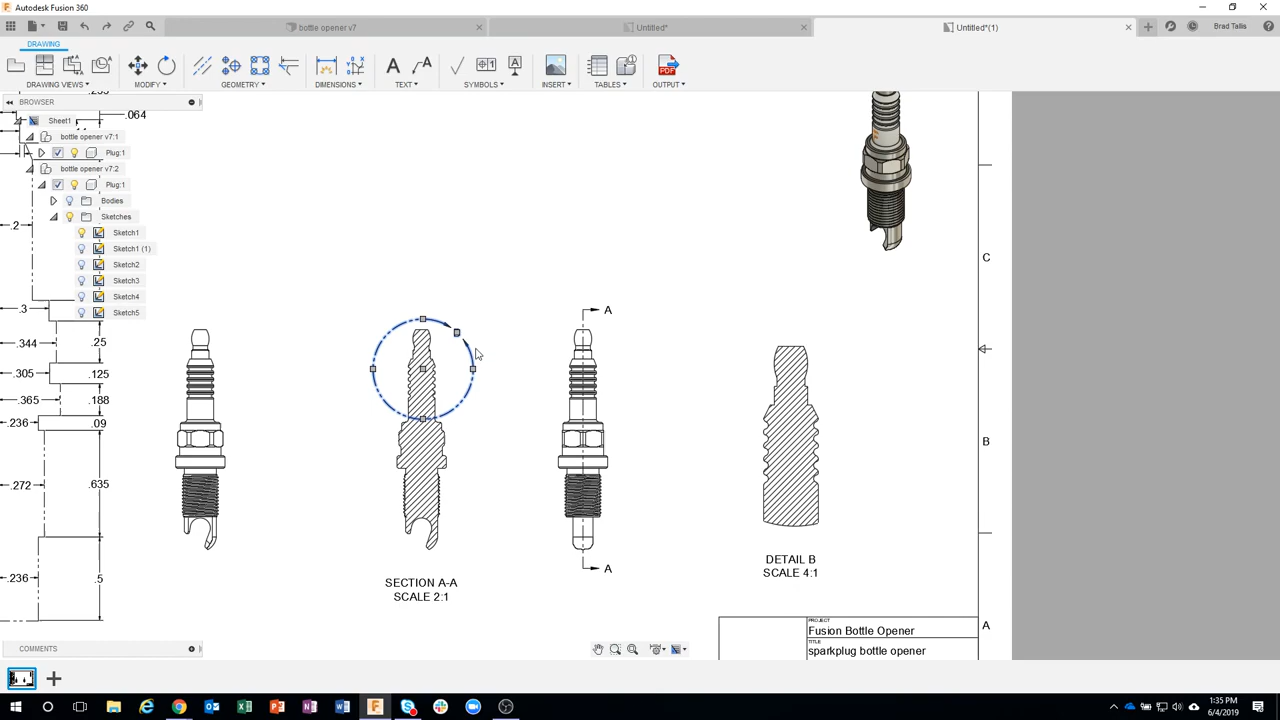 Autodesk Fusion 360
bottle opener v7
Untitled*
Untitled*(1)
Brad Tallis
DRAWING
DRAWING VIEWS
MODIFY
GEOMETRY
DIMENSIONS
TEXT
SYMBOLS
INSERT
TABLES
OUTPUT
PDF
BROWSER
Sheet1
bottle opener v7:1
Plug:1
bottle opener v7:2
Plug:1
Bodies
Sketches
Sketch1
Sketch1 (1)
Sketch2
Sketch3
Sketch4
Sketch5
.064
.2
.3
.344
.25
.305
.125
.365
.188
.236
.09
.272
.635
.236
.5
A
A
SECTION A-A
SCALE 2:1
DETAIL B
SCALE 4:1
C
B
A
PROJECT
Fusion Bottle Opener
TITLE
sparkplug bottle opener
COMMENTS
1:35 PM
6/4/2019